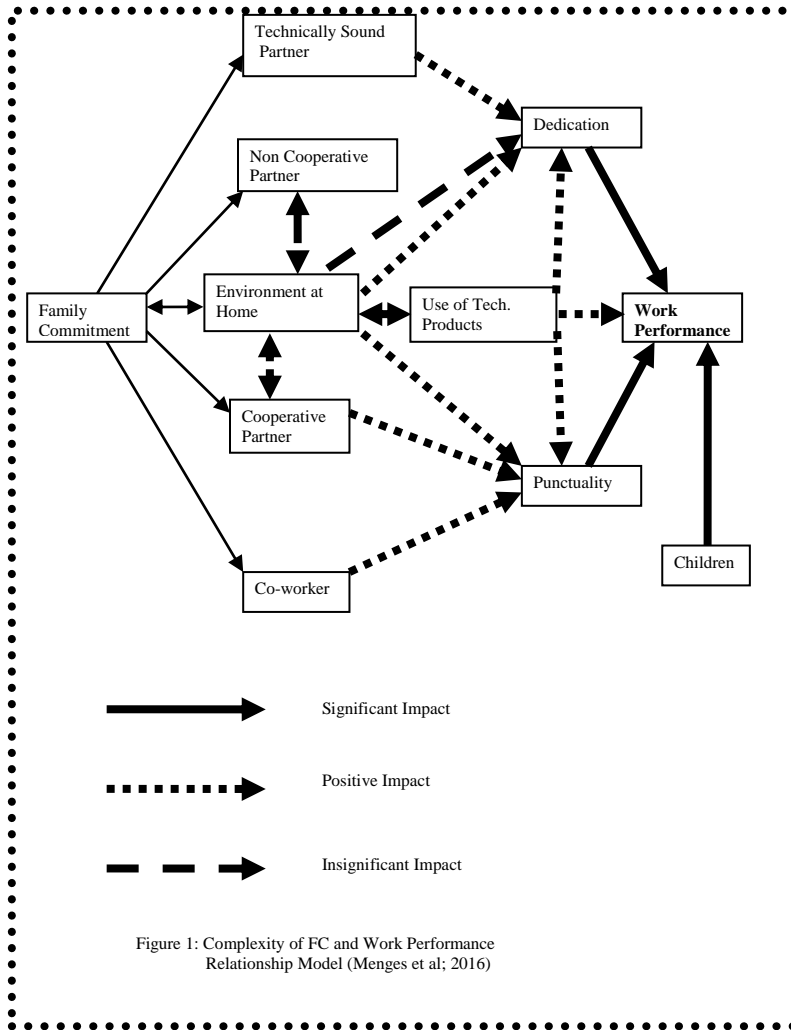 Technically Sound
Partner
Dedication
Non Cooperative
Partner
Environment at
Home
Use of Tech.
Products
Family
Commitment
Work
Performance
Cooperative
Partner
Punctuality
Children
Co-worker
Significant Impact
Positive Impact
Insignificant Impact
Figure 1: Complexity of FC and Work Performance
Relationship Model (Menges et al; 2016)